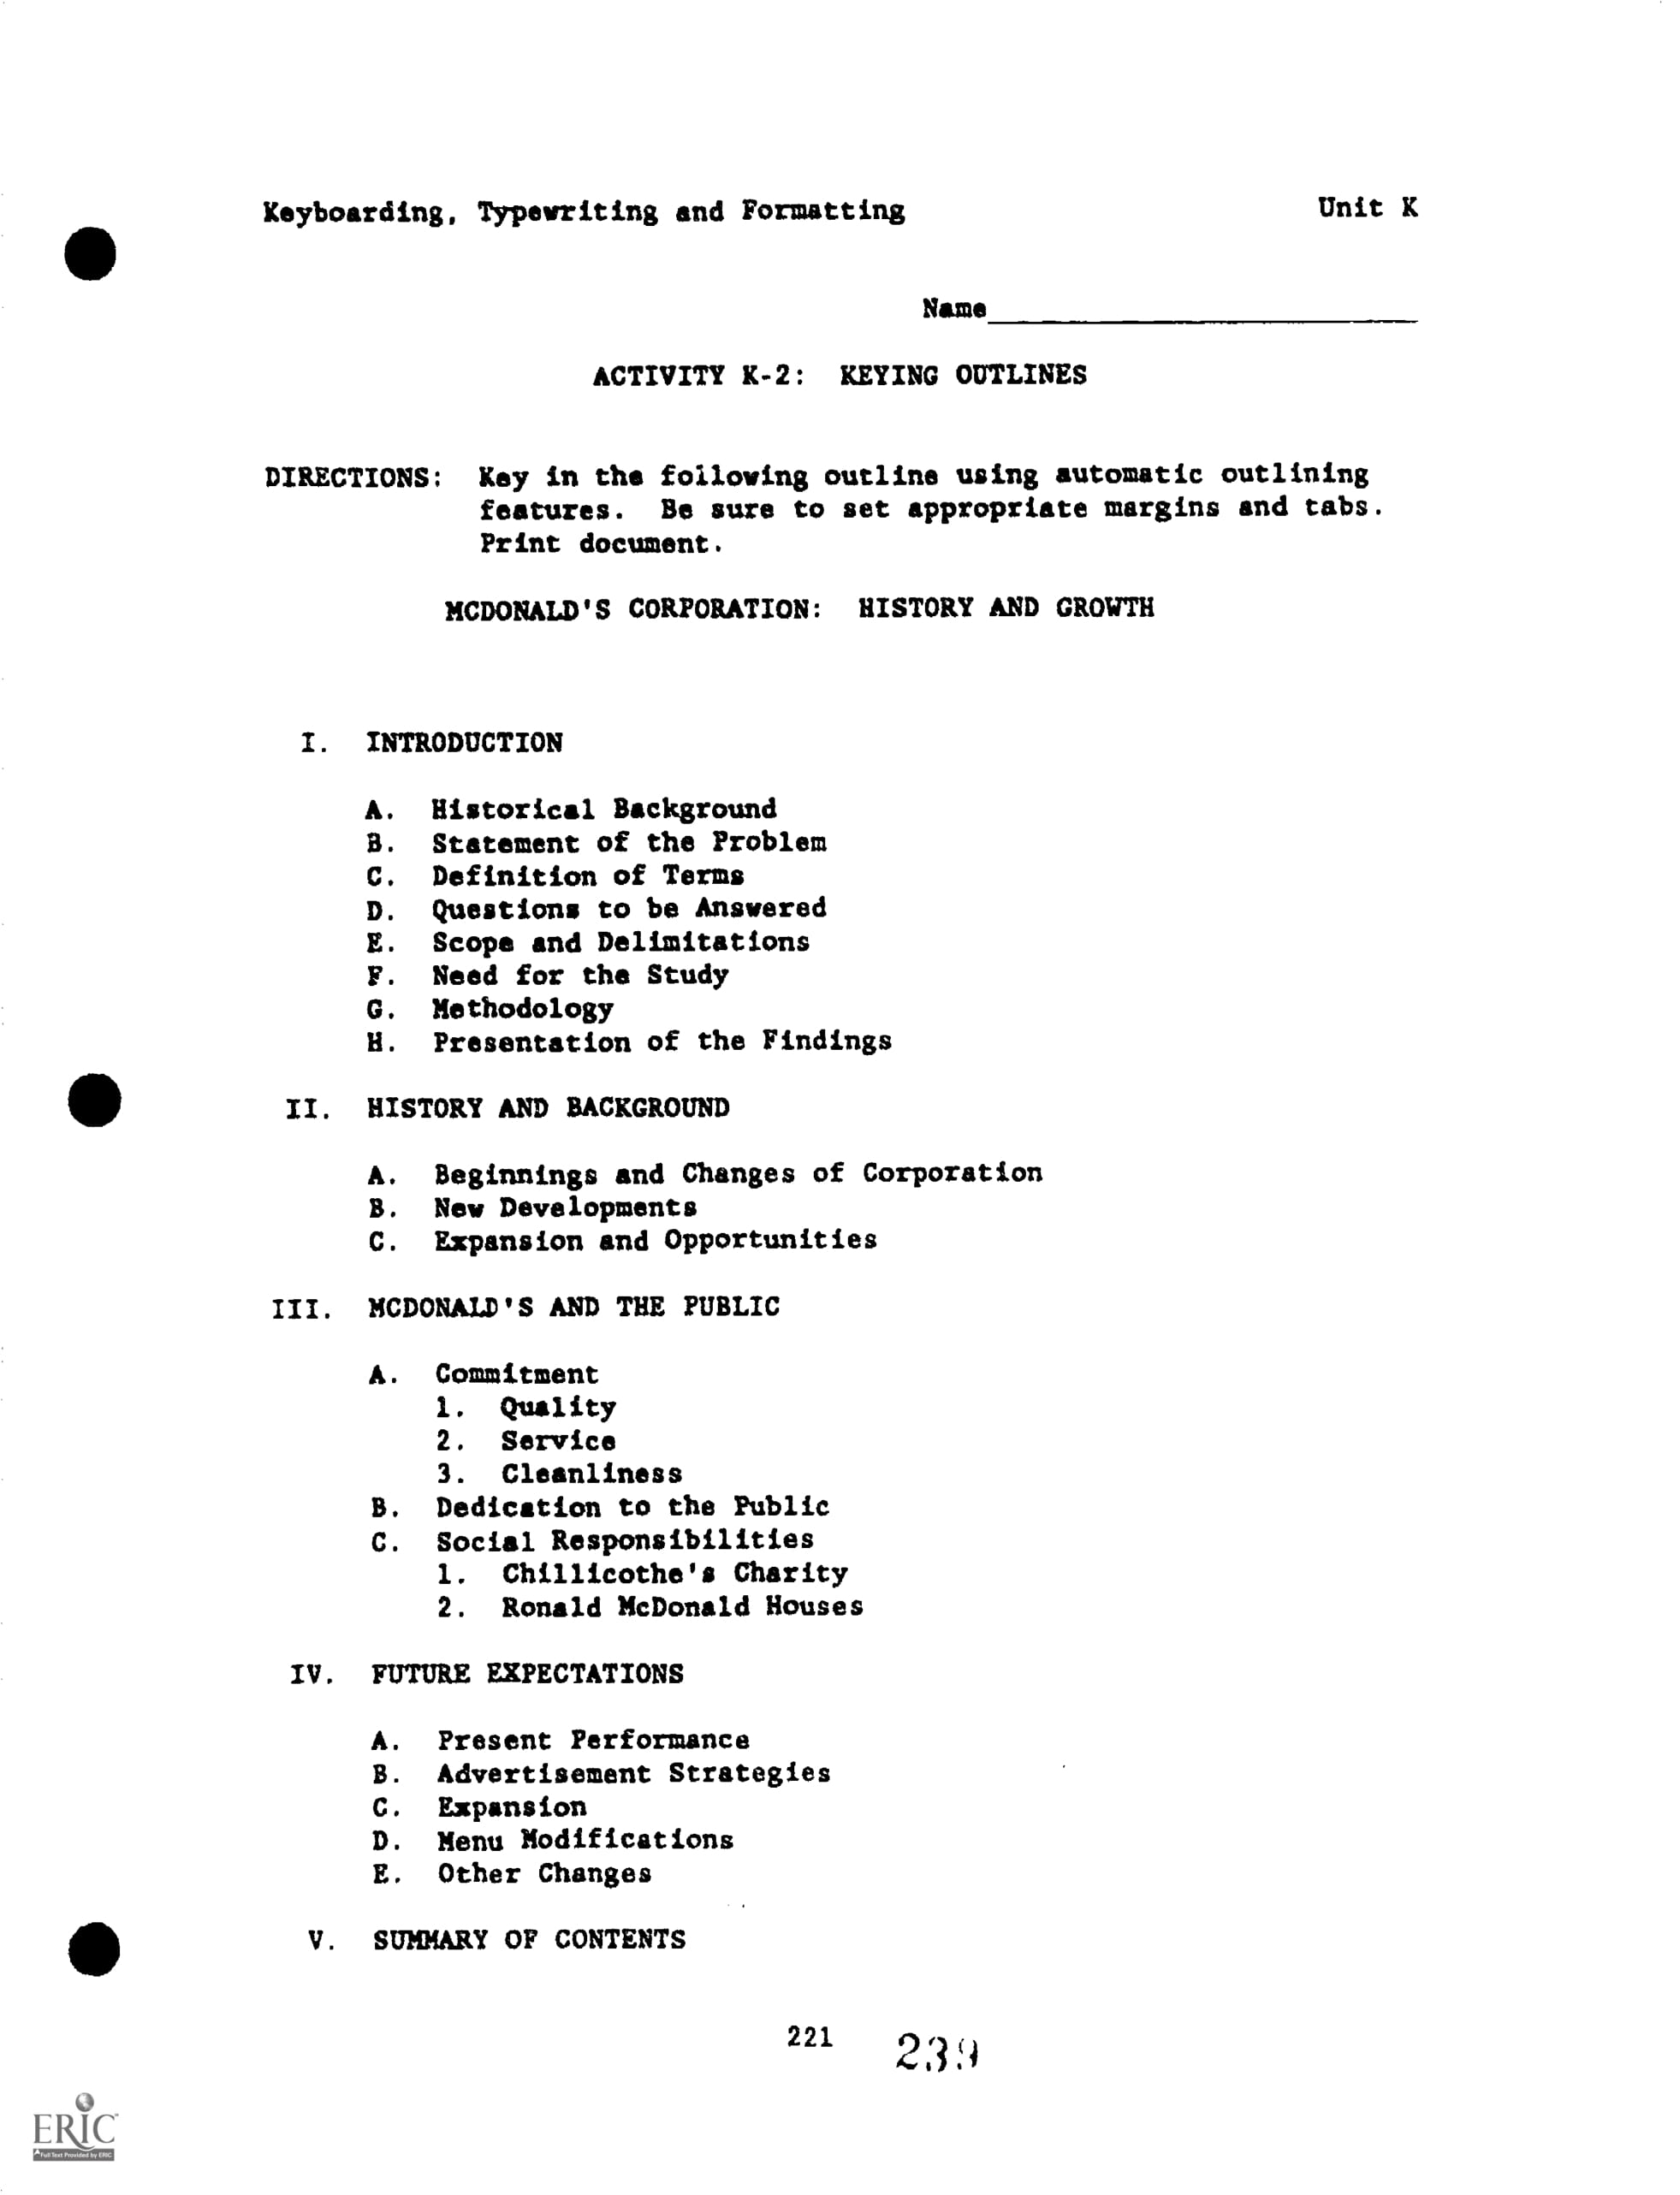 Keyboarding, Typewriting and Formatting Unit K
Name
ACTIVITY K-2: KEYING OUTLINES
DIRECTIONS: Key in the following outline using automatic outlining
features. Be sure to set appropriate margins and tabs.
Print document.
MCDONALD'S CORPORATION: HISTORY AND GROWTH
I. INTRODUCTION
A. Historical Background
B. Statement of the Problem
C. Definition of Terms
D. Questions to be Answered
E. Scope and Delimitations
F. Need for the Study
G. Methodology
H. Presentation of the Findings
II. HISTORY AND BACKGROUND
A. Beginnings and Changes of Corporation
B. New Developments
C. Expansion and Opportunities
III. MCDONALD'S AND THE PUBLIC
A. Commitment
1. Quality
2. Service
3. Cleanliness
B. Dedication to the Public
C. Social Responsibilities
1. Chillicothe's Charity
2. Ronald McDonald Houses
IV. FUTURE EXPECTATIONS
A. Present Performance
B. Advertisement Strategies
C. Expansion
D. Menu Modifications
E. Other Changes
V. SUMMARY OF CONTENTS
221 239
ERIC
Full Text Provided by ERIC